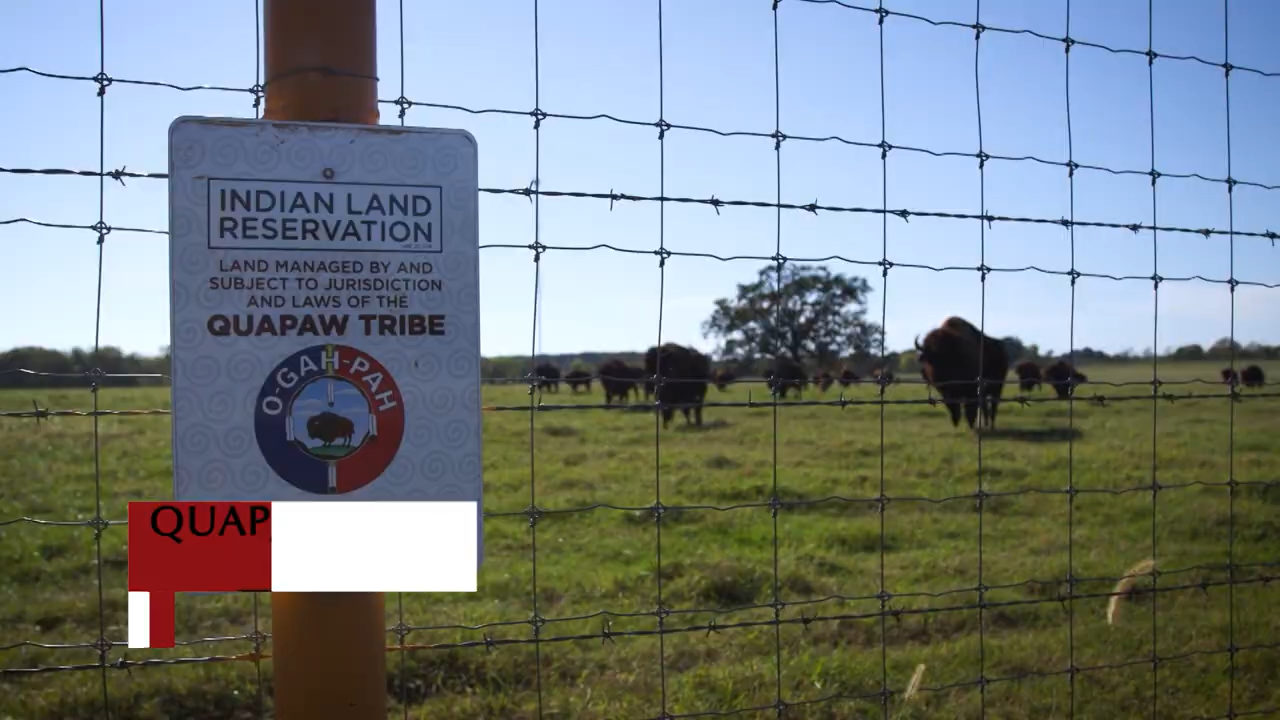 INDIAN LAND
RESERVATION
LAND MANAGED BY AND
SUBJECT TO JURISDICTION
AND LAWS OF THE
QUAPAW TRIBE
O-GAH-PAH
QUAP